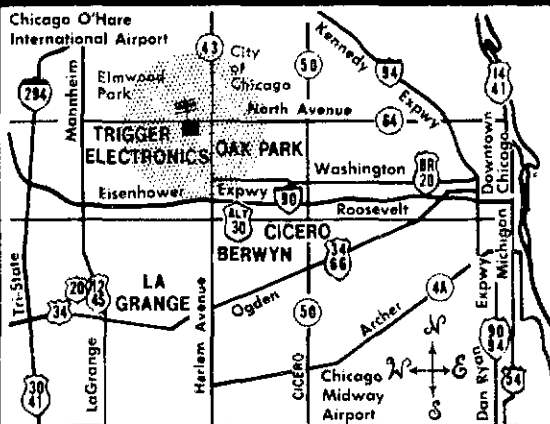 Chicago O'Hare
International Airport
43
City
of
Chicago
50
Kennedy
94
Expwy
14
41
294
Mannheim
Elmwood
Park
North Avenue
64
TRIGGER
ELECTRONICS
OAK PARK
Washington
BR
20
Downtown
Chicago
Eisenhower
Expwy
90
Roosevelt
ALT
30
CICERO
BERWYN
34
66
Tri-State
20
12
45
LA
GRANGE
34
Ogden
4A
Michigan
Expwy
Harlem Avenue
50
Archer
N
90
94
LaGrange
30
41
CICERO
Chicago
Midway
Airport
W
E
S
Dan Ryan
54